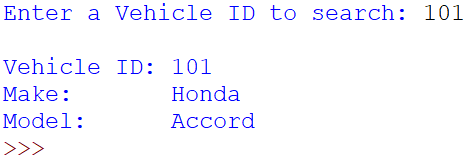 Enter a Vehicle ID to search: 101
Vehicle ID: 101
Make:       Honda
Model:      Accord
>>>